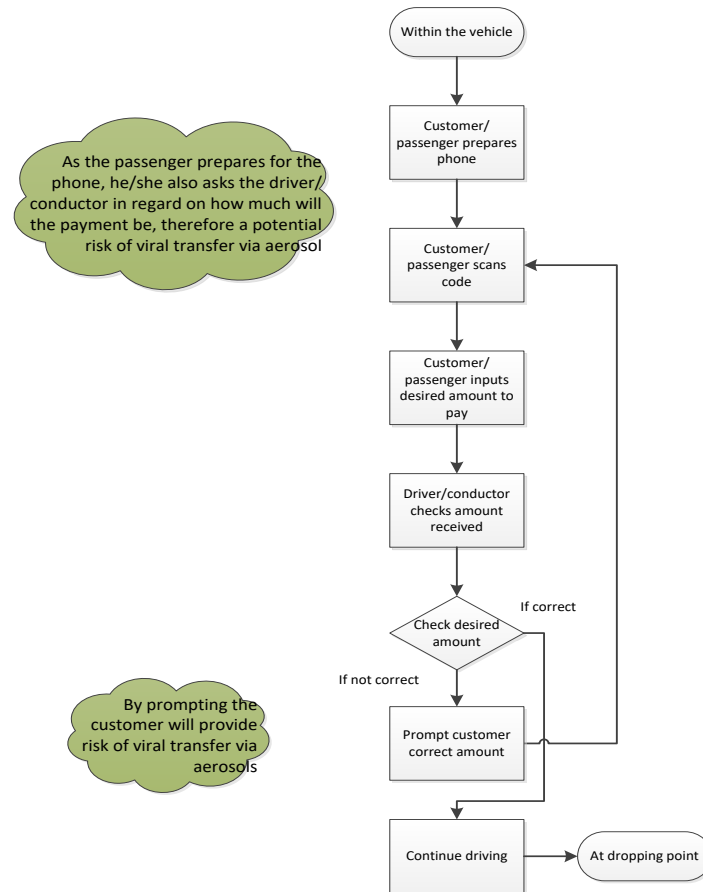 Within the vehicle
Customer/
passenger prepares
phone
As the passenger prepares for the
phone, he/she also asks the driver/
conductor in regard on how much will
the payment be, therefore a potential
risk of viral transfer via aerosol
Customer/
passenger scans
code
Customer/
passenger inputs
desired amount to
pay
Driver/conductor
checks amount
received
Check desired
amount
If correct
If not correct
By prompting the
customer will provide
risk of viral transfer via
aerosols
Prompt customer
correct amount
Continue driving
At dropping point